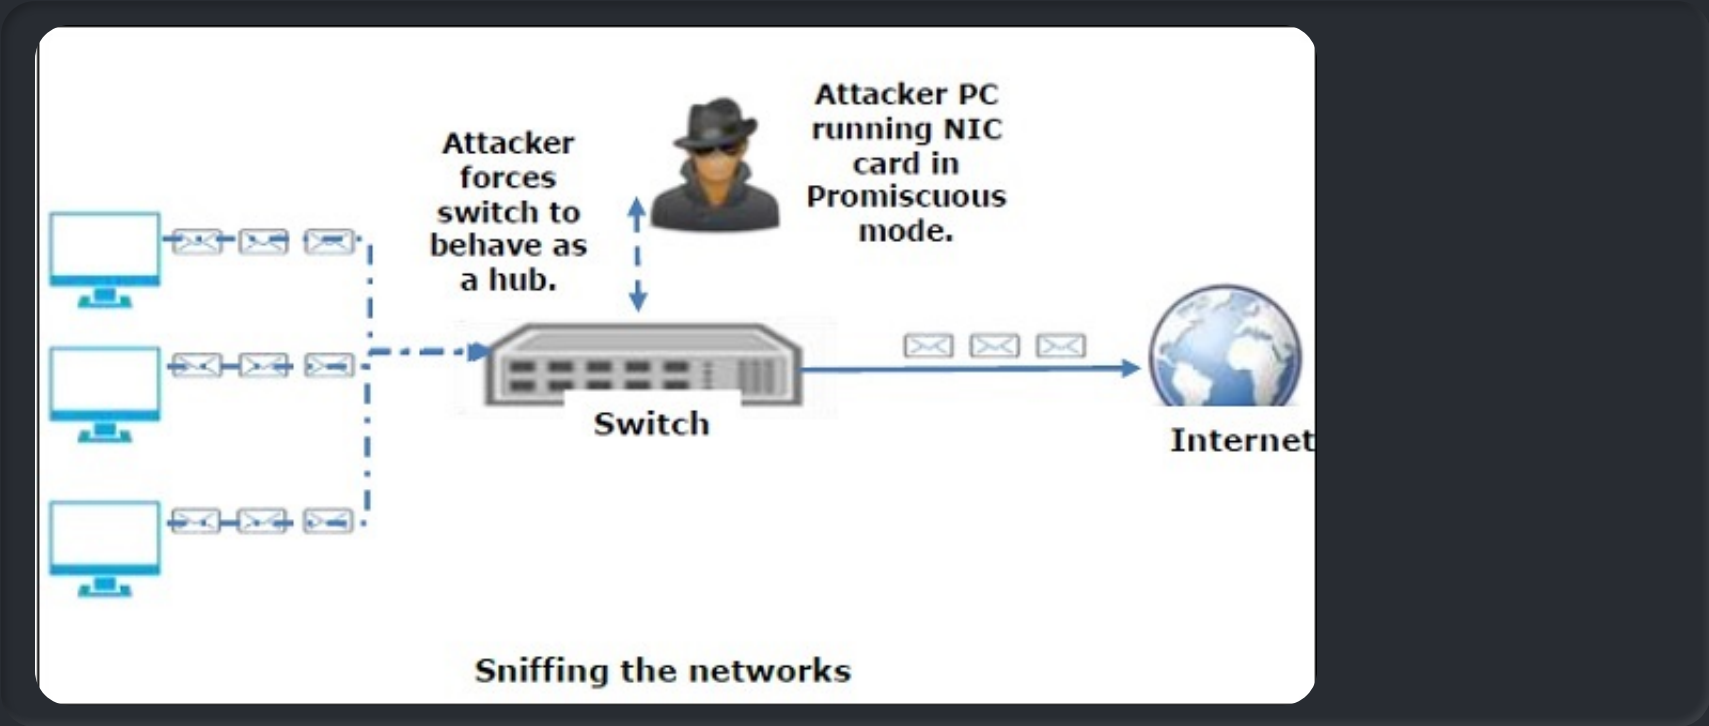 Attacker
forces
switch to
behave as
a hub.
Attacker PC
running NIC
card in
Promiscuous
mode.
Switch
Internet
Sniffing the networks